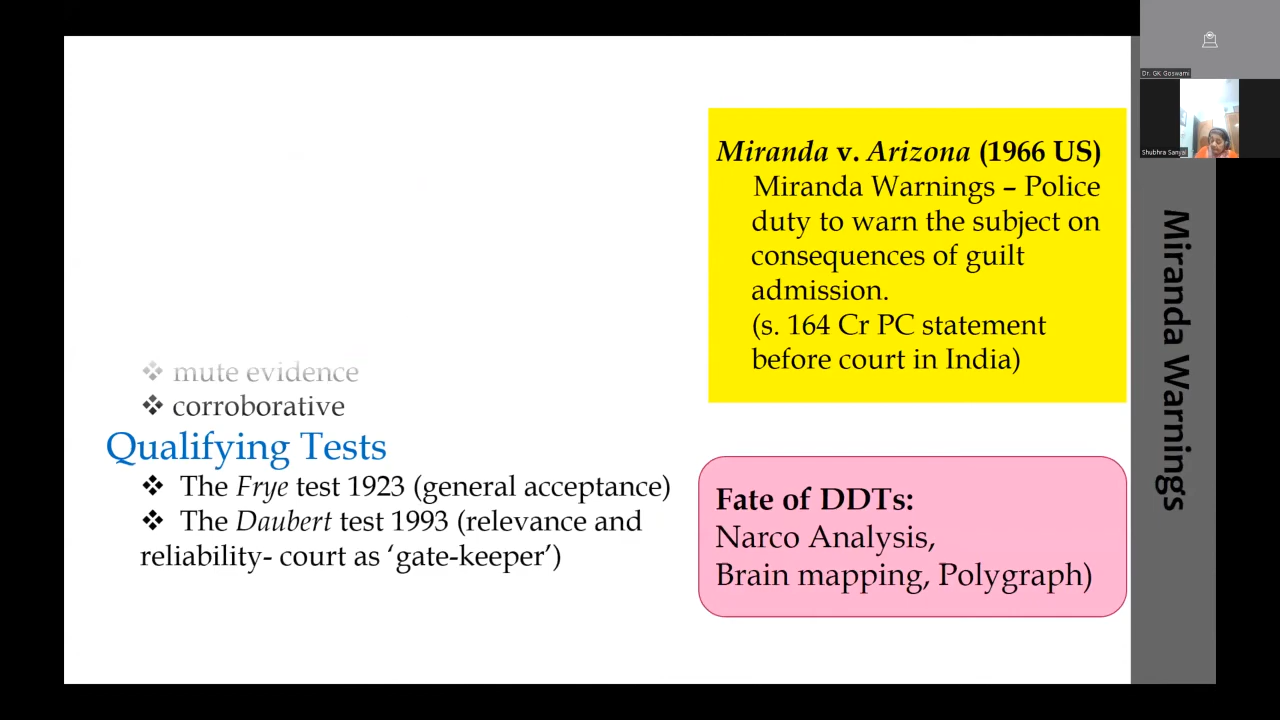 mute evidence
corroborative
Qualifying Tests
The Frye test 1923 (general acceptance)
The Daubert test 1993 (relevance and
reliability- court as ‘gate-keeper’)
Miranda v. Arizona (1966 US)
Miranda Warnings – Police
duty to warn the subject on
consequences of guilt
admission.
(s. 164 Cr PC statement
before court in India)
Fate of DDTs:
Narco Analysis,
Brain mapping, Polygraph)
Miranda Warnings
Dr. GK Goswami
Shubhra Sanyal